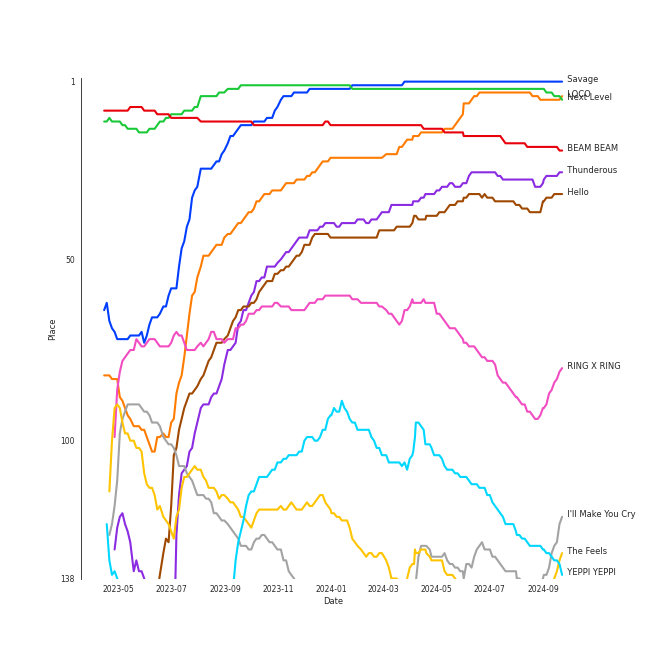 1
Savage
LOCO
Next Level
BEAM BEAM
Thunderous
Hello
50
Place
RING X RING
100
I'll Make You Cry
The Feels
YEPPI YEPPI
138
2023-05
2023-07
2023-09
2023-11
2024-01
2024-03
2024-05
2024-07
2024-09
Date